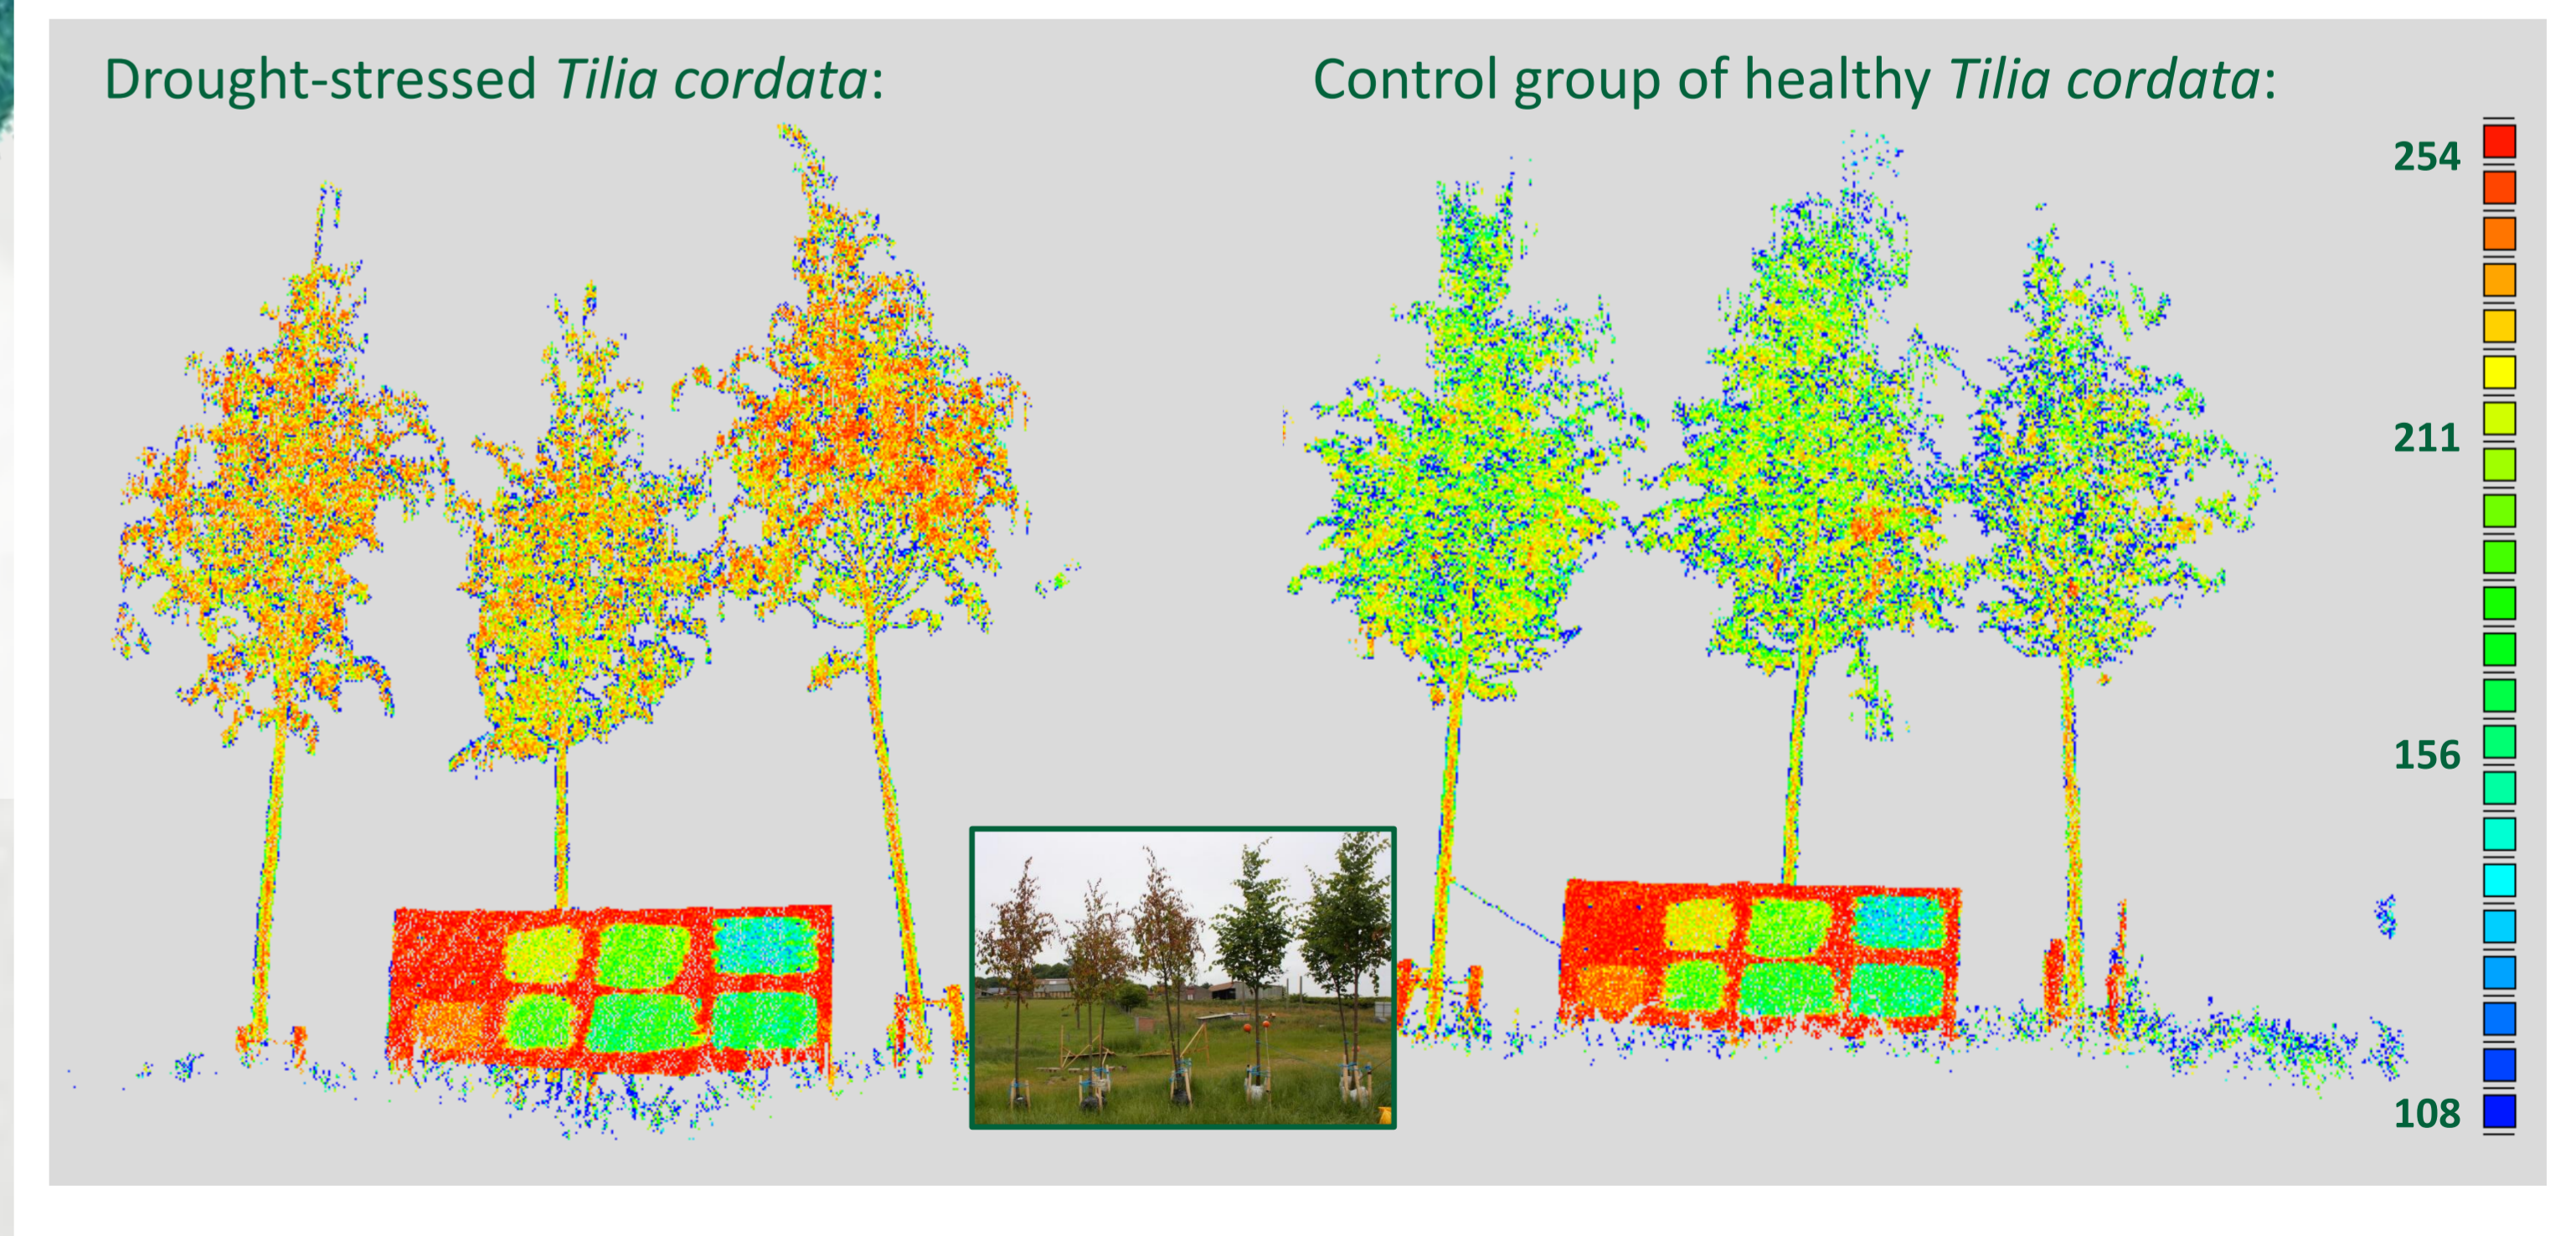 Drought-stressed Tilia cordata:
Control group of healthy Tilia cordata:
254
211
156
108